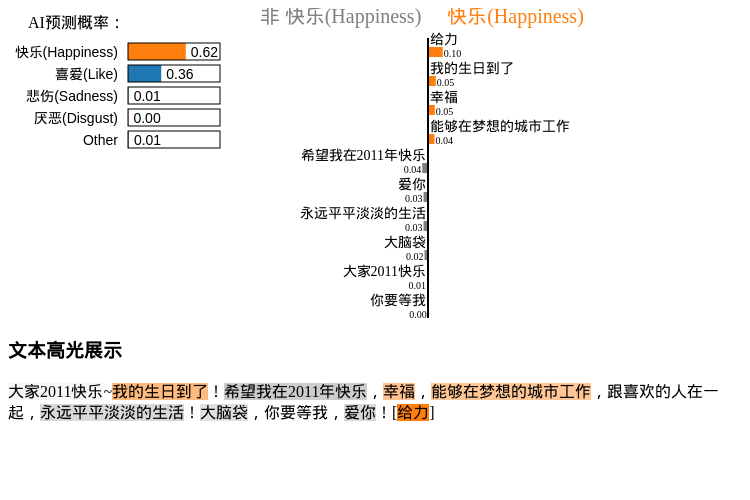 AI预测概率：
快乐(Happiness) 0.62
喜爱(Like) 0.36
悲伤(Sadness) 0.01
厌恶(Disgust) 0.00
Other 0.01
非 快乐(Happiness) 快乐(Happiness)
给力
0.10
我的生日到了
0.05
幸福
0.05
能够在梦想的城市工作
0.04
希望我在2011年快乐
0.04
爱你
0.03
永远平平淡淡的生活
0.03
大脑袋
0.02
大家2011快乐
0.01
你要等我
0.00
文本高光展示
大家2011快乐~我的生日到了！希望我在2011年快乐，幸福，能够在梦想的城市工作，跟喜欢的人在一
起，永远平平淡淡的生活！大脑袋，你要等我，爱你！[给力]